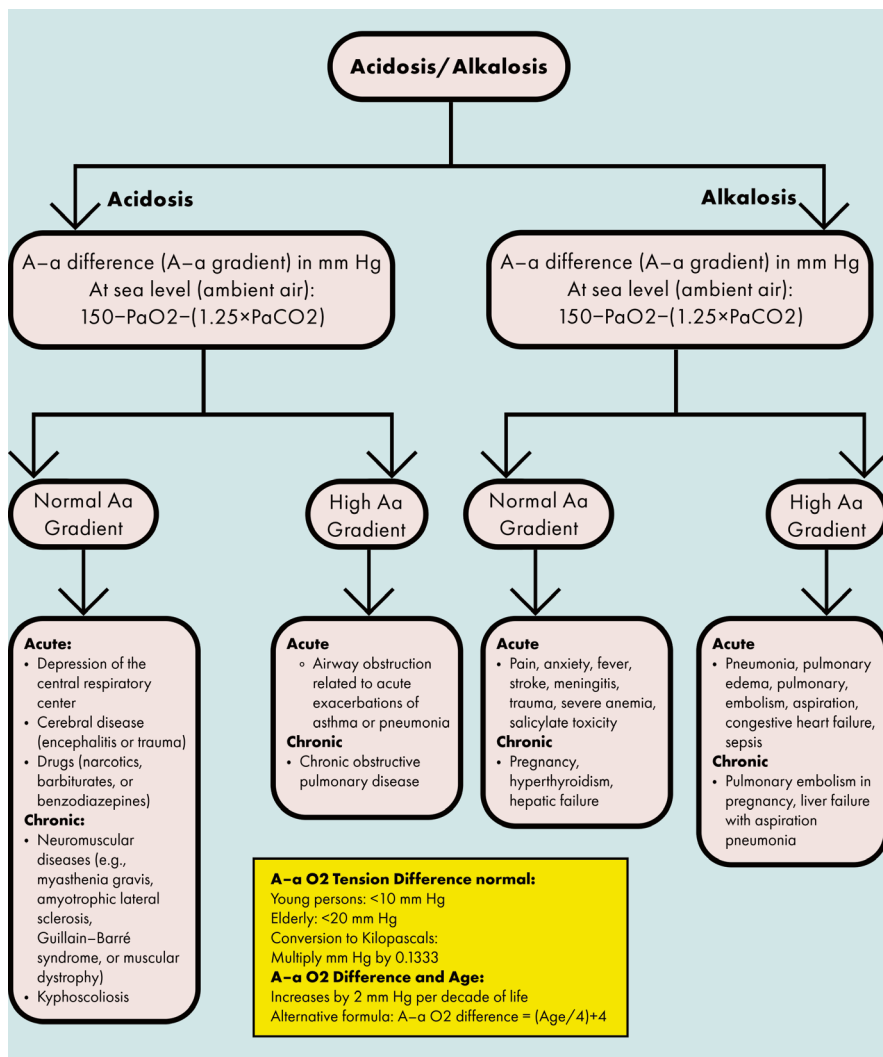 Acidosis/Alkalosis
Acidosis
A–a difference (A–a gradient) in mm Hg
At sea level (ambient air):
150–PaO2–(1.25×PaCO2)
Alkalosis
A–a difference (A–a gradient) in mm Hg
At sea level (ambient air):
150–PaO2–(1.25×PaCO2)
Normal Aa
Gradient
High Aa
Gradient
Normal Aa
Gradient
High Aa
Gradient
Acute:
• Depression of the
central respiratory
center
• Cerebral disease
(encephalitis or trauma)
• Drugs (narcotics,
barbiturates, or
benzodiazepines)
Chronic:
• Neuromuscular
diseases (e.g.,
myasthenia gravis,
amyotrophic lateral
sclerosis,
Guillain–Barré
syndrome, or muscular
dystrophy)
• Kyphoscoliosis
Acute
◦ Airway obstruction
related to acute
exacerbations of
asthma or pneumonia
Chronic
• Chronic obstructive
pulmonary disease
Acute
• Pain, anxiety, fever,
stroke, meningitis,
trauma, severe anemia,
salicylate toxicity
Chronic
• Pregnancy,
hyperthyroidism,
hepatic failure
Acute
• Pneumonia, pulmonary
edema, pulmonary,
embolism, aspiration,
congestive heart failure,
sepsis
Chronic
• Pulmonary embolism in
pregnancy, liver failure
with aspiration
pneumonia
A–a O2 Tension Difference normal:
Young persons: <10 mm Hg
Elderly: <20 mm Hg
Conversion to Kilopascals:
Multiply mm Hg by 0.1333
A–a O2 Difference and Age:
Increases by 2 mm Hg per decade of life
Alternative formula: A–a O2 difference = (Age/4)+4